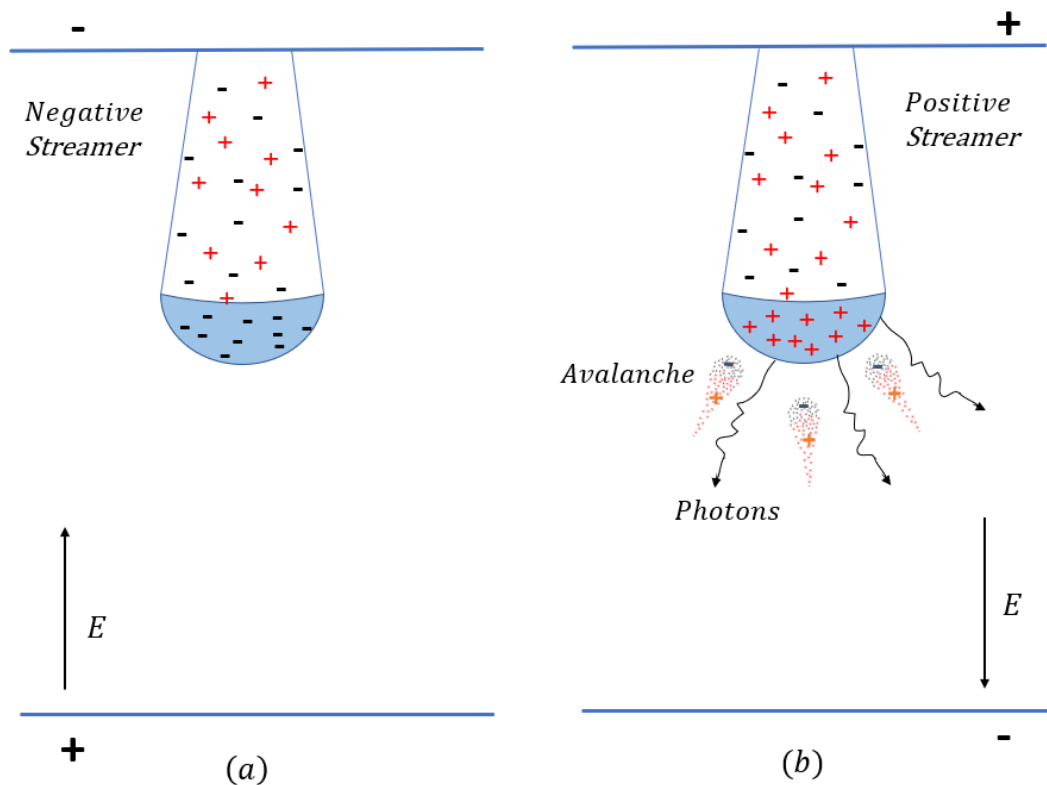 -
+
Negative
Streamer
Positive
Streamer
Avalanche
Photons
E
E
+
-
(a)
(b)